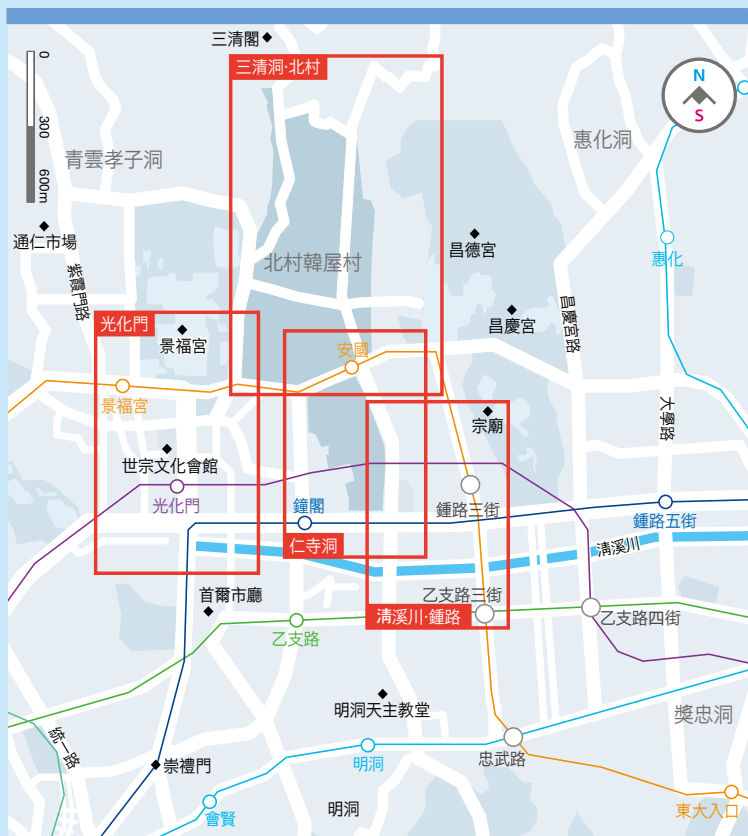 三清閣
三清洞·北村
N
S
0
300
600m
青雲孝子洞
惠化洞
通仁市場
昌德宮
惠化
北村韓屋村
紫霞門路
昌慶宮路
光化門
景福宮
昌慶宮
安國
景福宮
宗廟
大學路
世宗文化會館
光化門
鐘閣
鍾路三街
鍾路五街
仁寺洞
淸溪川
首爾市廳
乙支路三街
淸溪川·鍾路
乙支路四街
乙支路
明洞天主教堂
獎忠洞
統一路
崇禮門
明洞
忠武路
會賢
明洞
東大入口